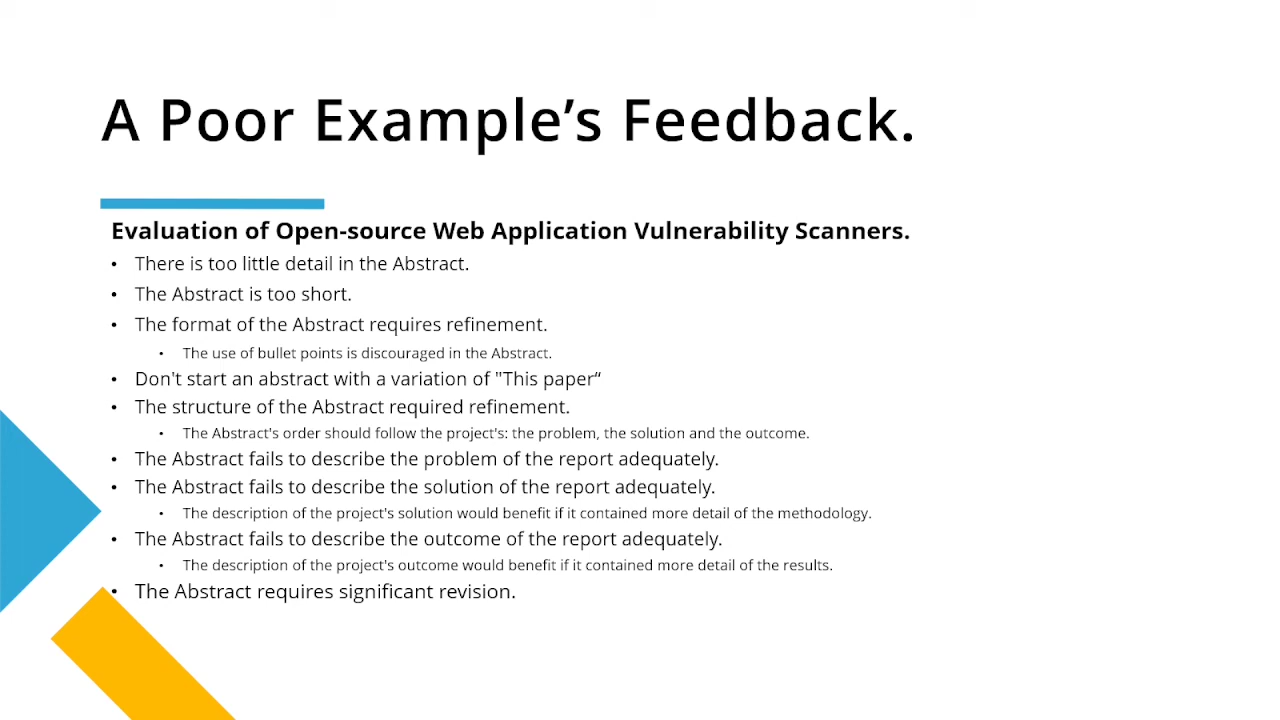 A Poor Example’s Feedback.
Evaluation of Open-source Web Application Vulnerability Scanners.
• There is too little detail in the Abstract.
• The Abstract is too short.
• The format of the Abstract requires refinement.
• The use of bullet points is discouraged in the Abstract.
• Don't start an abstract with a variation of "This paper“
• The structure of the Abstract required refinement.
• The Abstract's order should follow the project's: the problem, the solution and the outcome.
• The Abstract fails to describe the problem of the report adequately.
• The Abstract fails to describe the solution of the report adequately.
• The description of the project's solution would benefit if it contained more detail of the methodology.
• The Abstract fails to describe the outcome of the report adequately.
• The description of the project's outcome would benefit if it contained more detail of the results.
• The Abstract requires significant revision.